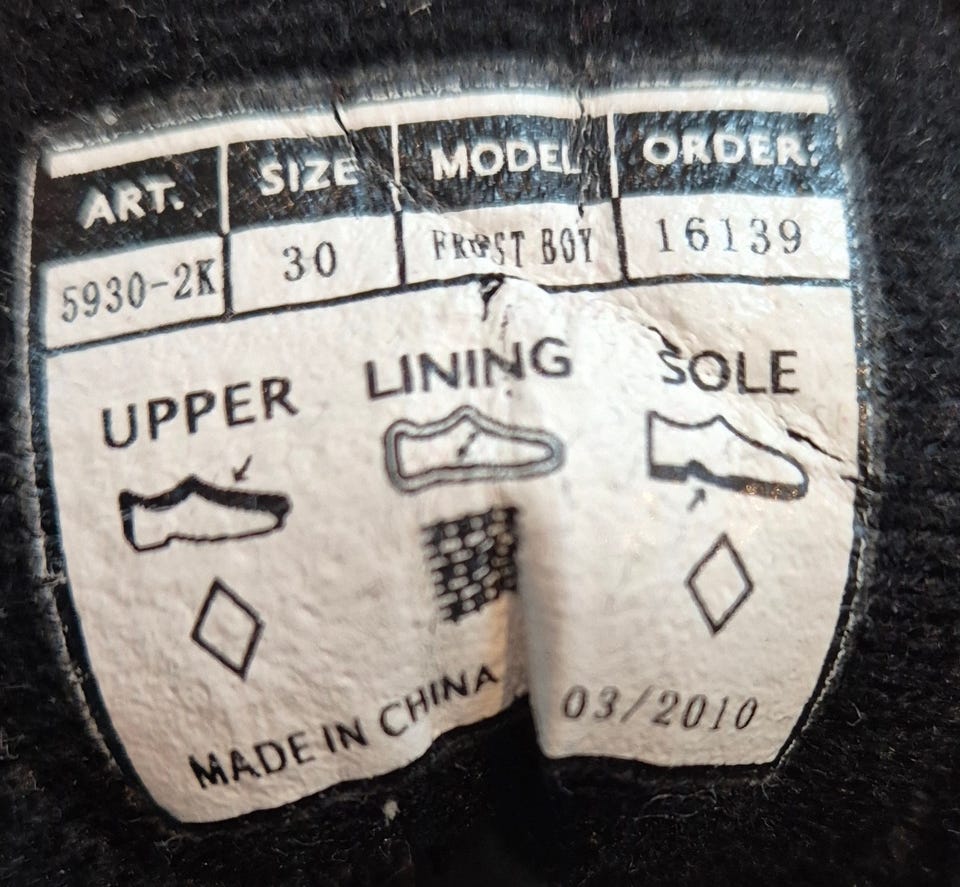 ART. SIZE MODEL ORDER:
5930-2K 30 FROST BOY 16139
UPPER LINING SOLE
MADE IN CHINA 03/2010